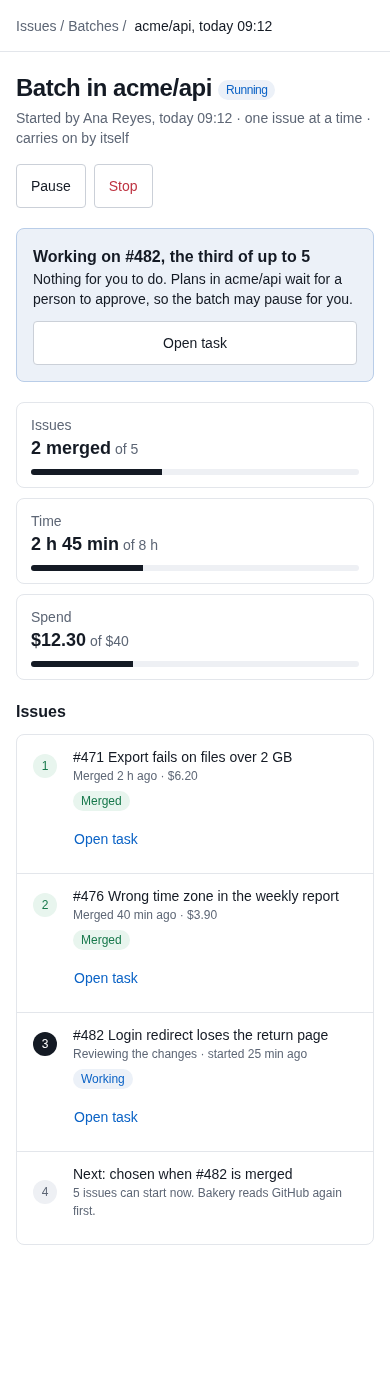 Issues / Batches / acme/api, today 09:12
Batch in acme/api Running
Started by Ana Reyes, today 09:12 · one issue at a time ·
carries on by itself
Pause Stop
Working on #482, the third of up to 5
Nothing for you to do. Plans in acme/api wait for a
person to approve, so the batch may pause for you.
Open task
Issues
2 merged of 5
Time
2 h 45 min of 8 h
Spend
$12.30 of $40
Issues
1 #471 Export fails on files over 2 GB
Merged 2 h ago · $6.20
Merged
Open task
2 #476 Wrong time zone in the weekly report
Merged 40 min ago · $3.90
Merged
Open task
3 #482 Login redirect loses the return page
Reviewing the changes · started 25 min ago
Working
Open task
4 Next: chosen when #482 is merged
5 issues can start now. Bakery reads GitHub again
first.